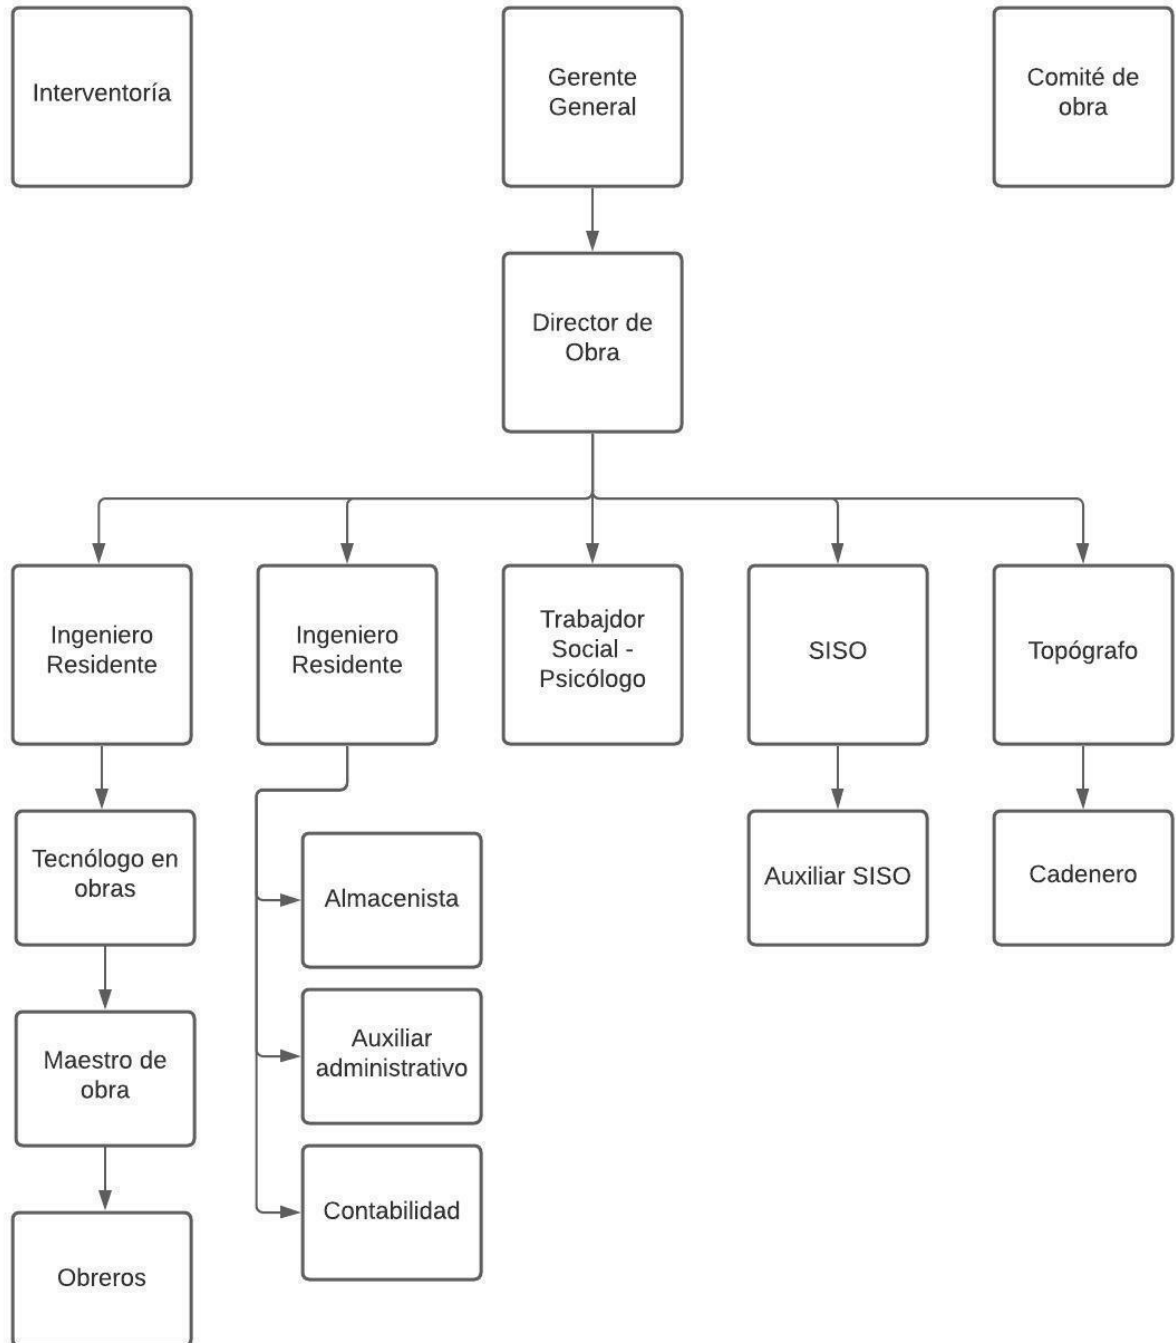 Interventoría
Gerente
General
Comité de
obra
Director de
Obra
Ingeniero
Residente
Ingeniero
Residente
Trabajdor
Social -
Psicólogo
SISO
Topógrafo
Tecnólogo en
obras
Almacenista
Auxiliar SISO
Cadenero
Maestro de
obra
Auxiliar
administrativo
Contabilidad
Obreros